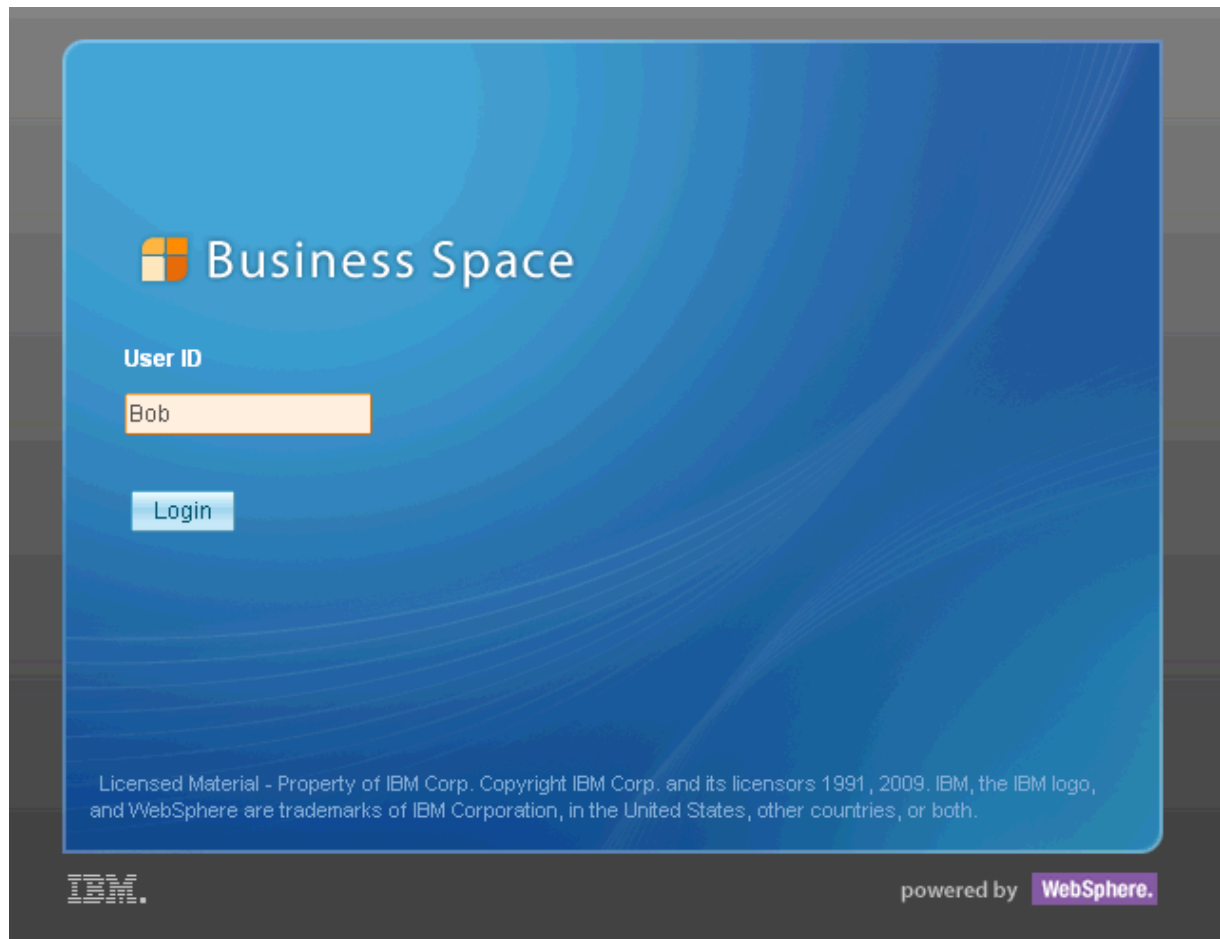 Business Space
User ID
Bob
Login
Licensed Material - Property of IBM Corp. Copyright IBM Corp. and its licensors 1991, 2009. IBM, the IBM logo,
and WebSphere are trademarks of IBM Corporation, in the United States, other countries, or both.
IBM.
powered by WebSphere.